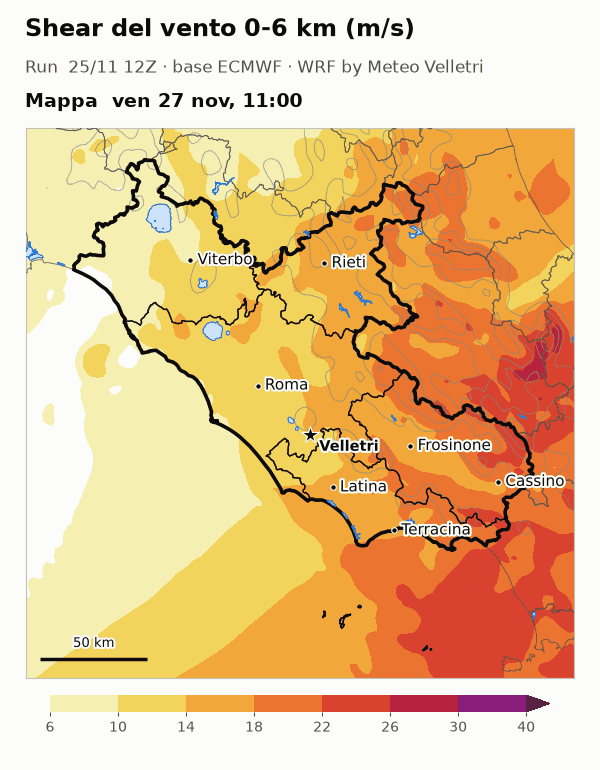 Shear del vento 0-6 km (m/s)
Run  25/11 12Z · base ECMWF · WRF by Meteo Velletri
Mappa  ven 27 nov, 11:00
Viterbo
Rieti
Roma
Velletri
Frosinone
Cassino
Latina
Terracina
50 km
6 10 14 18 22 26 30 40